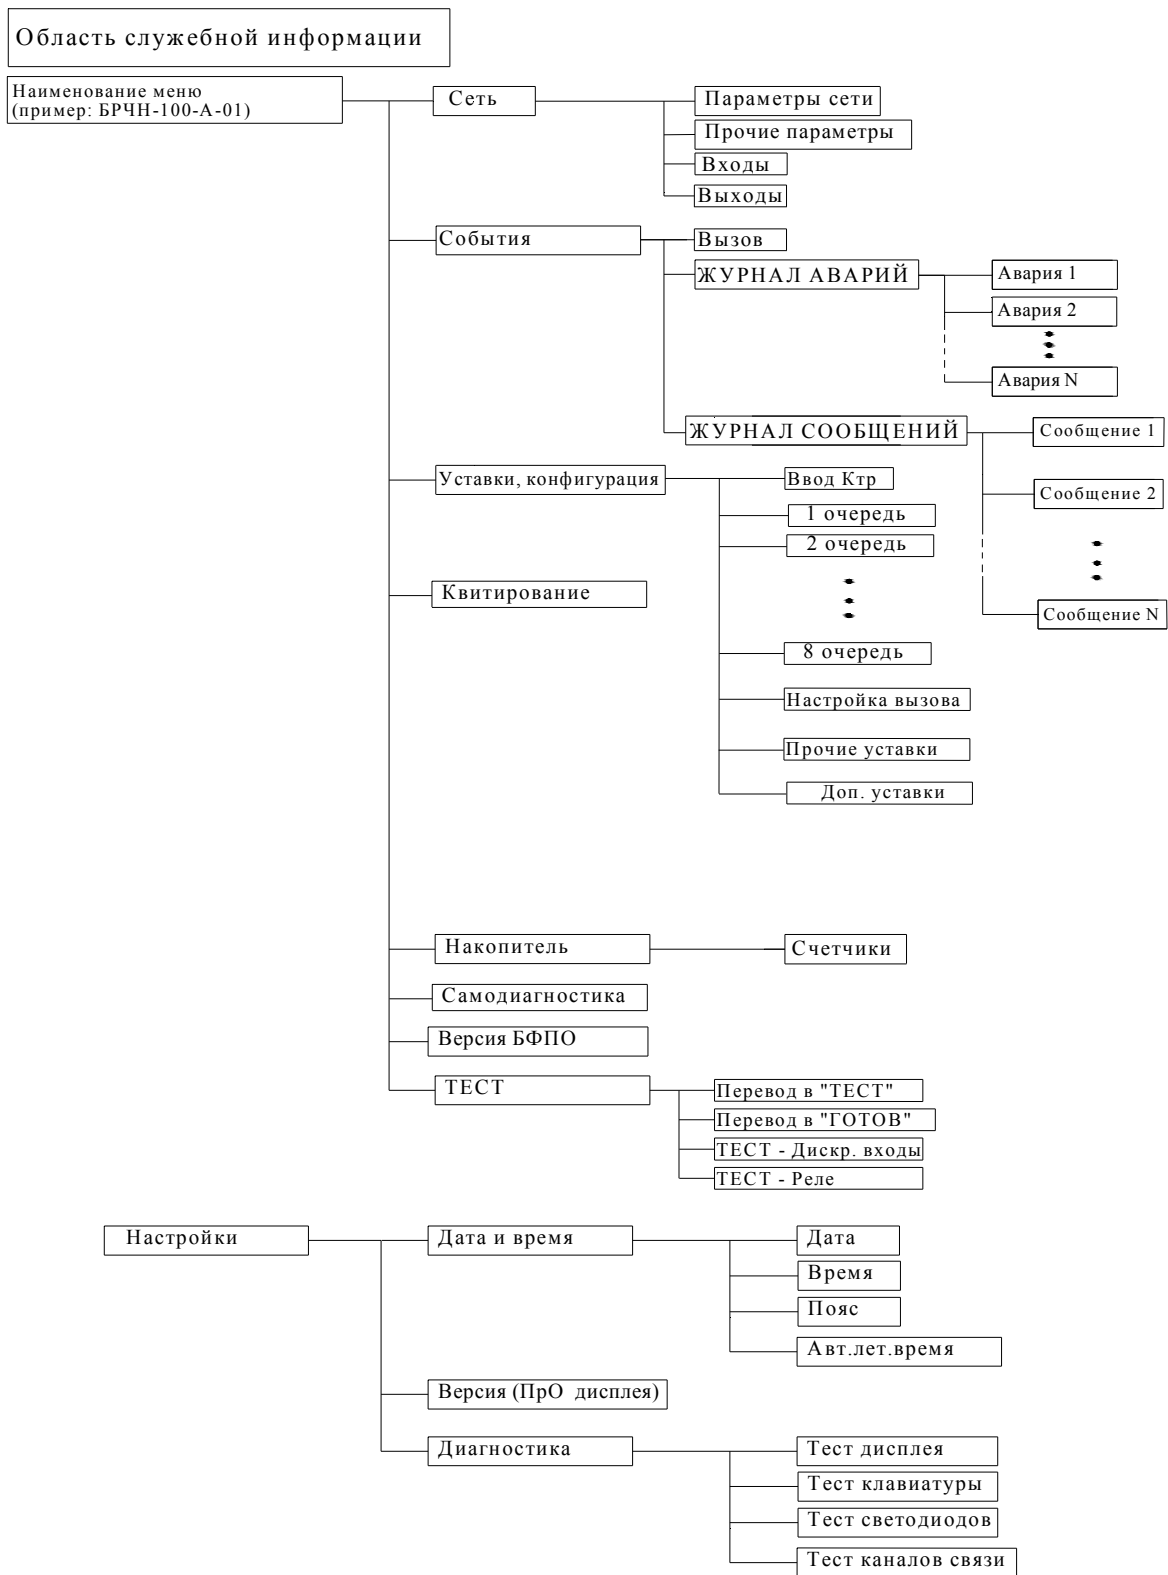 Область служебной информации
Наименование меню
(пример: БРЧН-100-А-01)
Сеть
Параметры сети
Прочие параметры
Входы
Выходы
События
Вызов
ЖУРНАЛ АВАРИЙ
Авария 1
Авария 2
Авария N
ЖУРНАЛ СООБЩЕНИЙ
Сообщение 1
Сообщение 2
Сообщение N
Уставки, конфигурация
Ввод Ктр
1 очередь
2 очередь
8 очередь
Настройка вызова
Прочие уставки
Доп. уставки
Квитирование
Накопитель
Счетчики
Самодиагностика
Версия БФПО
ТЕСТ
Перевод в "ТЕСТ"
Перевод в "ГОТОВ"
ТЕСТ - Дискр. входы
ТЕСТ - Реле
Настройки
Дата и время
Дата
Время
Пояс
Авт.лет.время
Версия (ПрО дисплея)
Диагностика
Тест дисплея
Тест клавиатуры
Тест светодиодов
Тест каналов связи